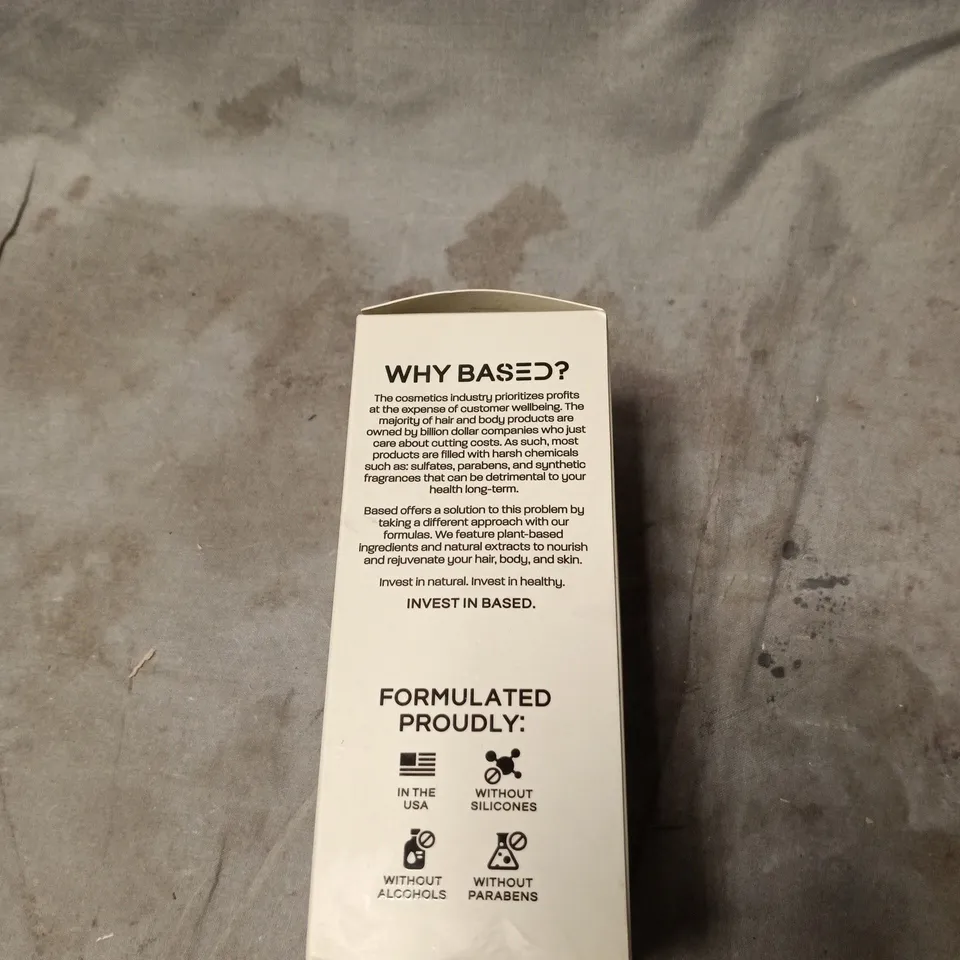 WHY BASED?
The cosmetics industry prioritizes profits
at the expense of customer wellbeing. The
majority of hair and body products are
owned by billion dollar companies who just
care about cutting costs. As such, most
products are filled with harsh chemicals
such as: sulfates, parabens, and synthetic
fragrances that can be detrimental to your
health long-term.
Based offers a solution to this problem by
taking a different approach with our
formulas. We feature plant-based
ingredients and natural extracts to nourish
and rejuvenate your hair, body, and skin.
Invest in natural. Invest in healthy.
INVEST IN BASED.
FORMULATED
PROUDLY:
IN THE
USA
WITHOUT
SILICONES
WITHOUT
ALCOHOLS
WITHOUT
PARABENS